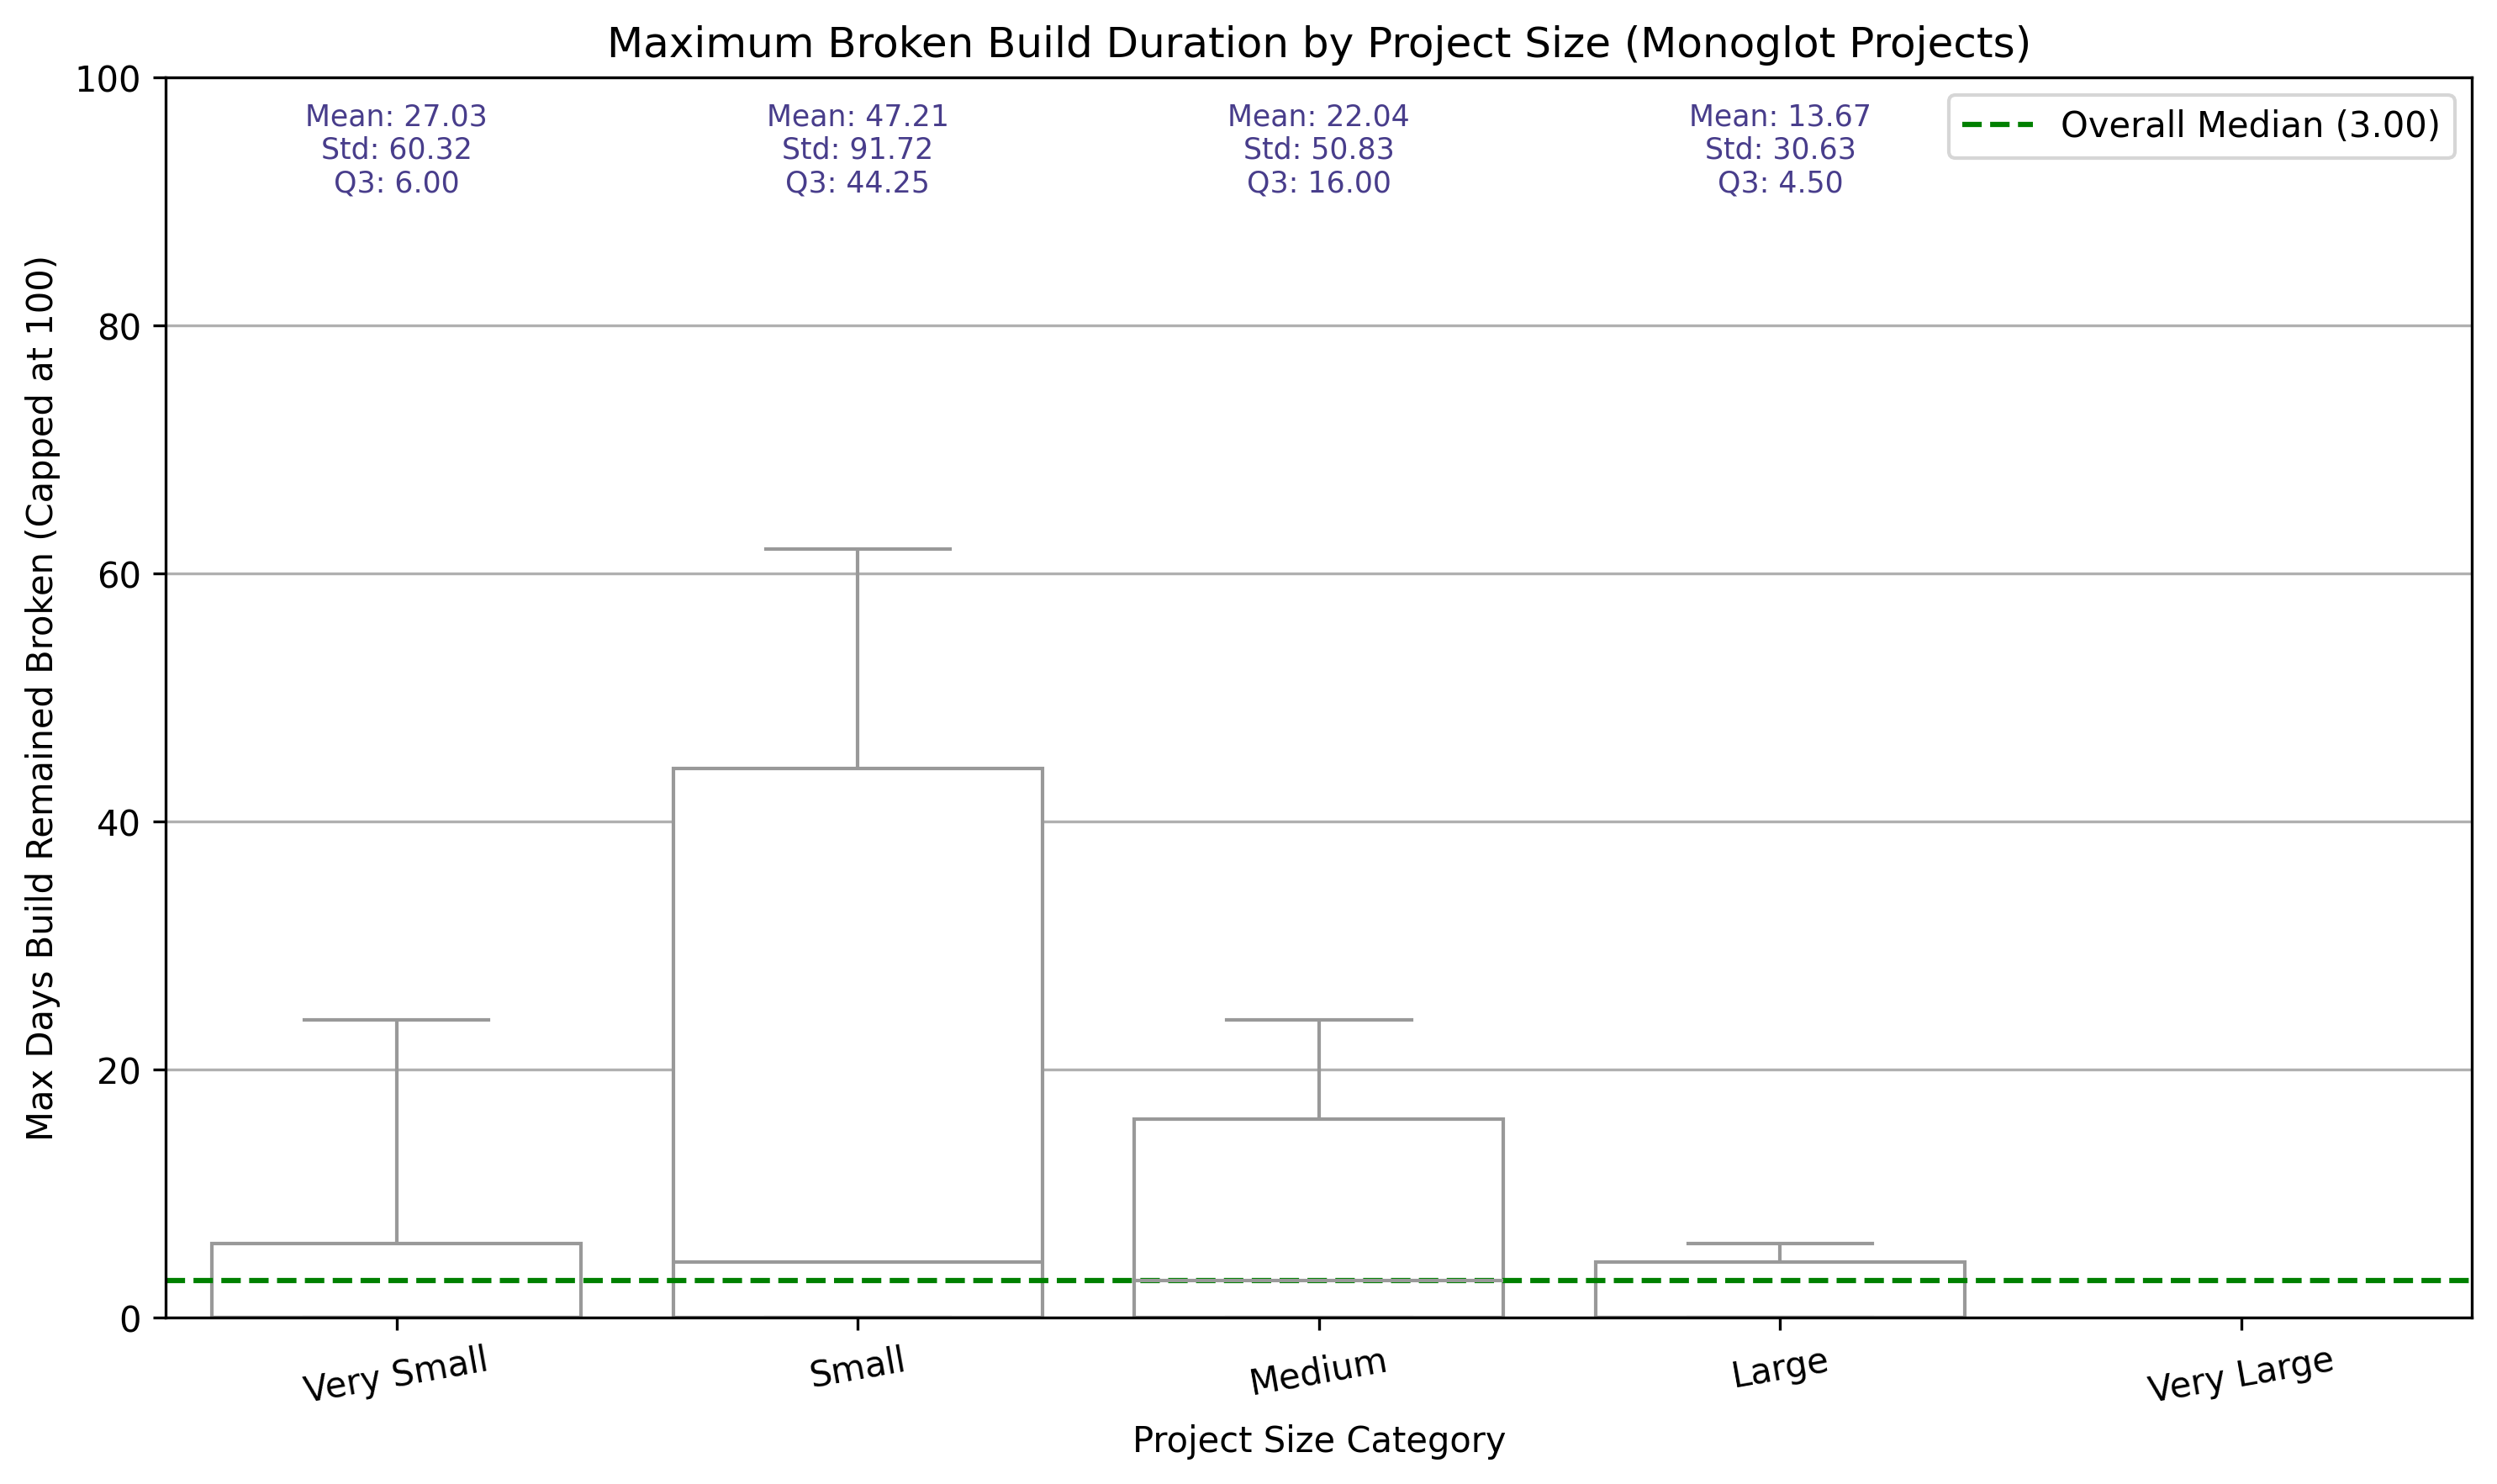 Maximum Broken Build Duration by Project Size (Monoglot Projects)
Max Days Build Remained Broken (Capped at 100)
100
80
60
40
20
0
Mean: 27.03
Std: 60.32
Q3: 6.00
Mean: 47.21
Std: 91.72
Q3: 44.25
Mean: 22.04
Std: 50.83
Q3: 16.00
Mean: 13.67
Std: 30.63
Q3: 4.50
Overall Median (3.00)
Very Small
Small
Medium
Large
Very Large
Project Size Category